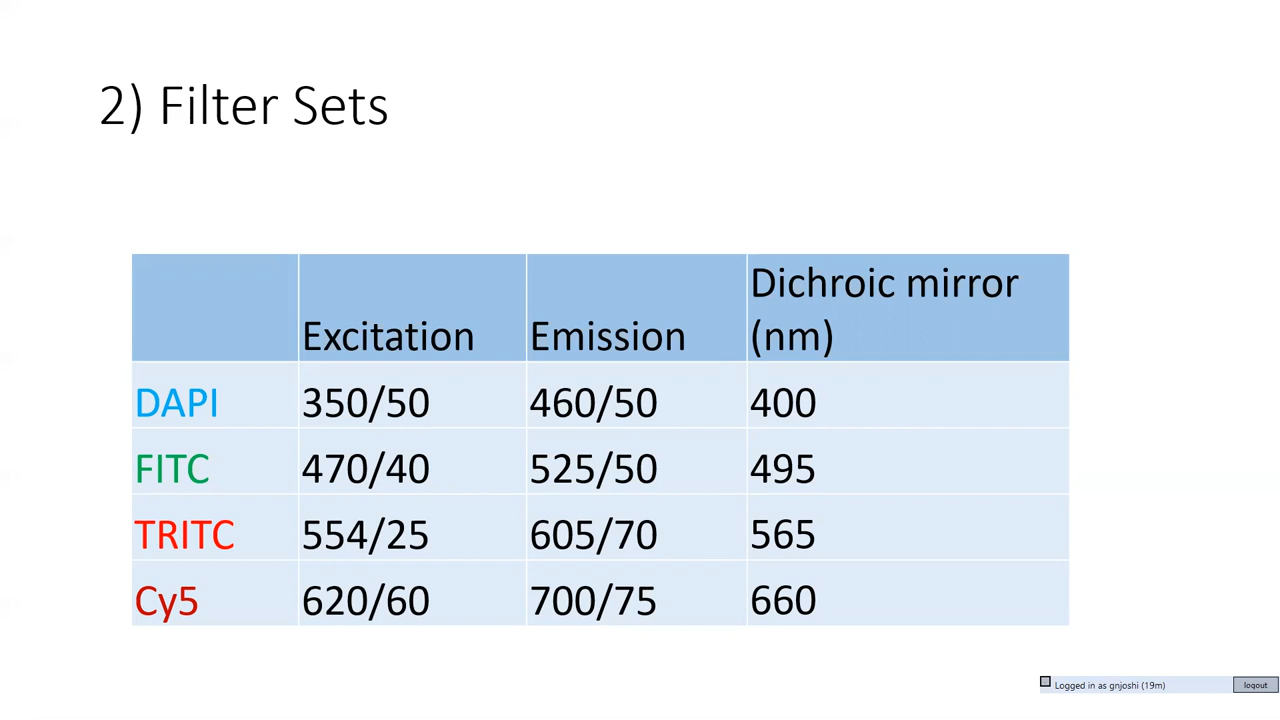 2) Filter Sets
Dichroic mirror
Excitation Emission (nm)
DAPI 350/50 460/50 400
FITC 470/40 525/50 495
TRITC 554/25 605/70 565
Cy5 620/60 700/75 660
Logged in as gnjoshi (19m) logout